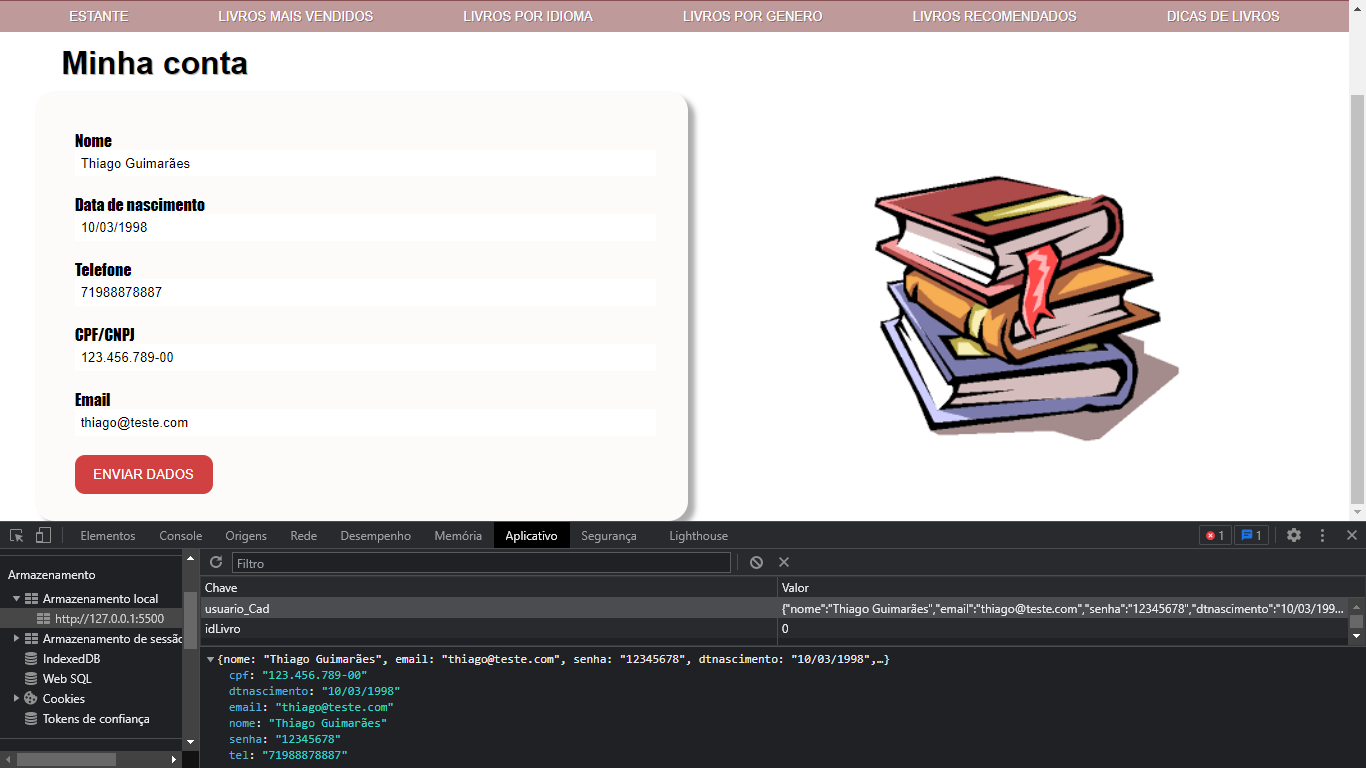 ESTANTE LIVROS MAIS VENDIDOS LIVROS POR IDIOMA LIVROS POR GENERO LIVROS RECOMENDADOS DICAS DE LIVROS
Minha conta
Nome
Thiago Guimarães
Data de nascimento
10/03/1998
Telefone
71988878887
CPF/CNPJ
123.456.789-00
Email
thiago@teste.com
ENVIAR DADOS
Elementos Console Origens Rede Desempenho Memória Aplicativo Segurança Lighthouse 1 1
Armazenamento
Armazenamento local
http://127.0.0.1:5500
Armazenamento de sessão
IndexedDB
Web SQL
Cookies
Tokens de confiança
Filtro
Chave Valor
usuario_Cad {"nome":"Thiago Guimarães","email":"thiago@teste.com","senha":"12345678","dtnascimento":"10/03/199...
idLivro 0
{nome: "Thiago Guimarães", email: "thiago@teste.com", senha: "12345678", dtnascimento: "10/03/1998",…}
cpf: "123.456.789-00"
dtnascimento: "10/03/1998"
email: "thiago@teste.com"
nome: "Thiago Guimarães"
senha: "12345678"
tel: "71988878887"